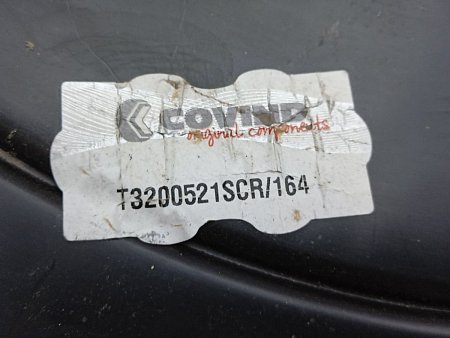 COVIND
original components
T3200521SCR/164